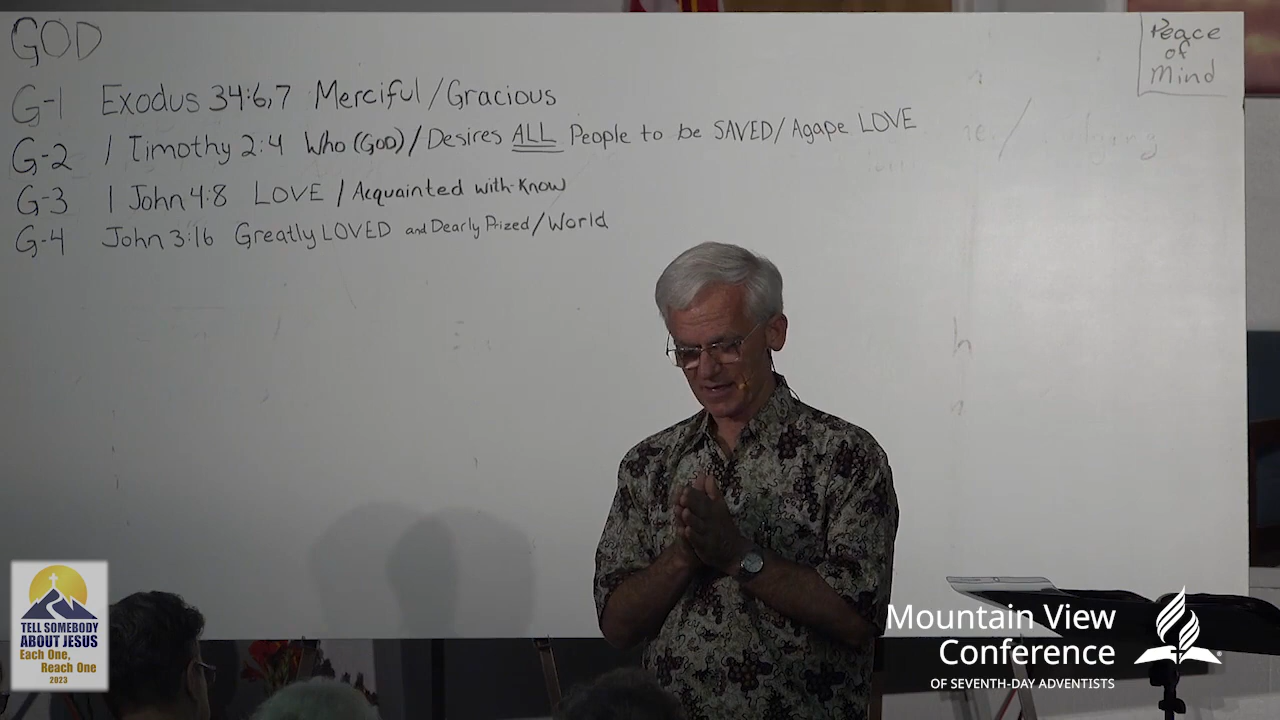 GOD
G-1 Exodus 34:6,7 Merciful/Gracious
G-2 1 Timothy 2:4 Who (GOD)/Desires ALL People to be SAVED/Agape LOVE
G-3 1 John 4:8 LOVE / Acquainted with-Know
G-4 John 3:16 Greatly LOVED and Dearly Prized/World
Peace
of
Mind
TELL SOMEBODY
ABOUT JESUS
Each One,
Reach One
2023
Mountain View
Conference
OF SEVENTH-DAY ADVENTISTS